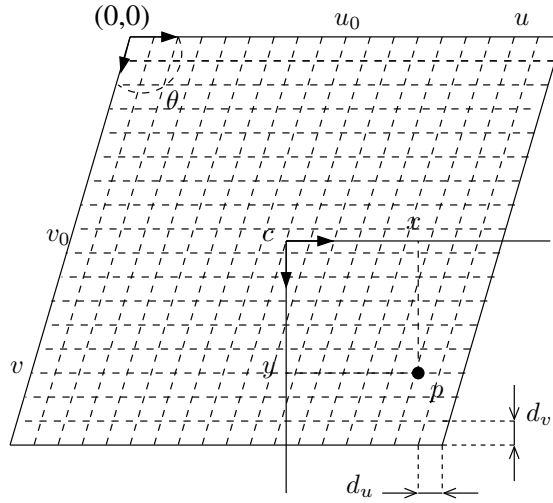 (0,0) u₀ u
θ
v₀ c x
v y
p
dᵥ
dᵤ